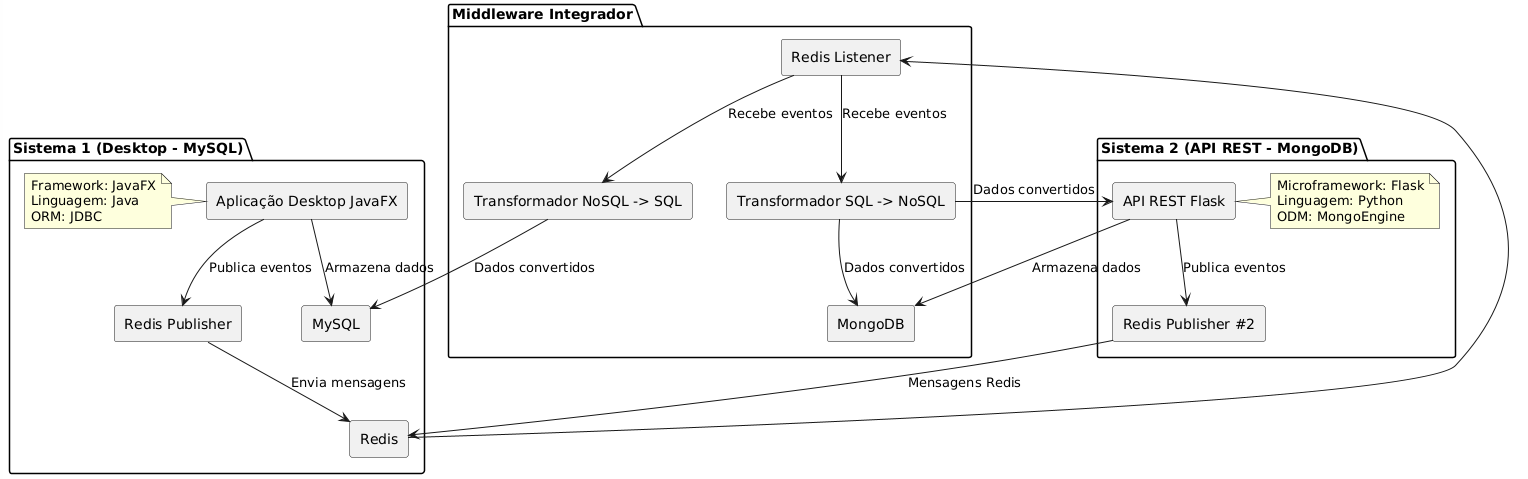 Middleware Integrador
Redis Listener
Recebe eventos
Recebe eventos
Sistema 1 (Desktop - MySQL)
Sistema 2 (API REST - MongoDB)
Framework: JavaFX
Linguagem: Java
ORM: JDBC
Aplicação Desktop JavaFX
Transformador NoSQL -> SQL
Transformador SQL -> NoSQL
Dados convertidos
API REST Flask
Microframework: Flask
Linguagem: Python
ODM: MongoEngine
Publica eventos
Armazena dados
Dados convertidos
Dados convertidos
Armazena dados
Publica eventos
Redis Publisher
MySQL
MongoDB
Redis Publisher #2
Envia mensagens
Mensagens Redis
Redis